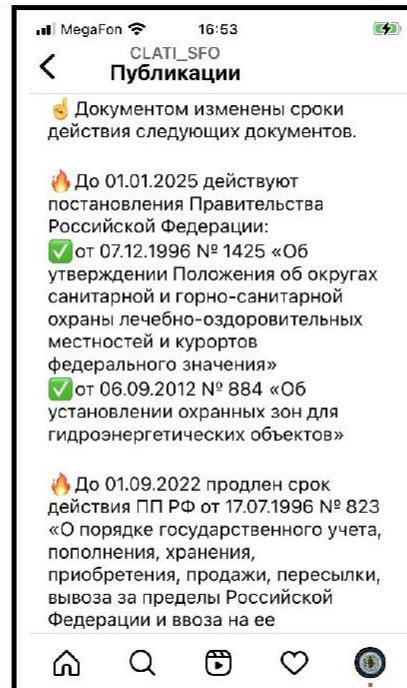 MegaFon 16:53
CLATI_SFO
Публикации
☝️ Документом изменены сроки
действия следующих документов.
🔥 До 01.01.2025 действуют
постановления Правительства
Российской Федерации:
✅ от 07.12.1996 № 1425 «Об
утверждении Положения об округах
санитарной и горно-санитарной
охраны лечебно-оздоровительных
местностей и курортов
федерального значения»
✅ от 06.09.2012 № 884 «Об
установлении охранных зон для
гидроэнергетических объектов»
🔥 До 01.09.2022 продлен срок
действия ПП РФ от 17.07.1996 № 823
«О порядке государственного учета,
пополнения, хранения,
приобретения, продажи, пересылки,
вывоза за пределы Российской
Федерации и ввоза на ее